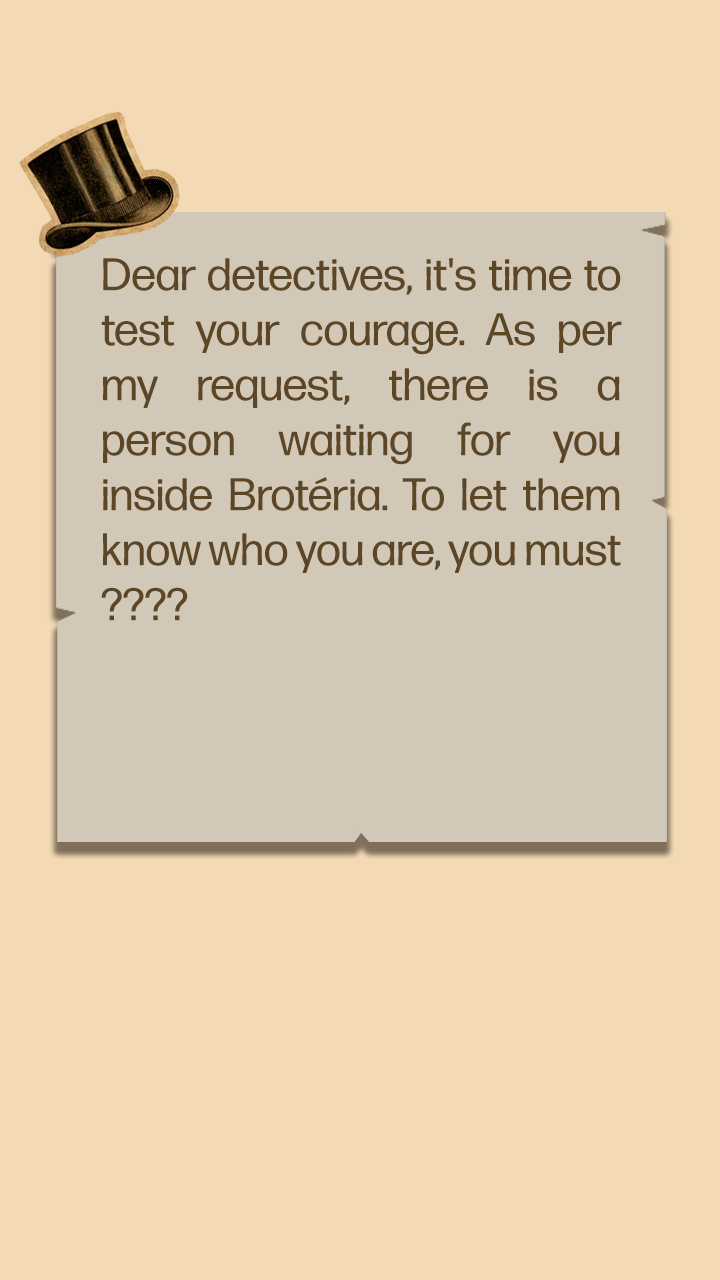 Dear detectives, it's time to
test your courage. As per
my request, there is a
person waiting for you
inside Brotéria. To let them
know who you are, you must
????